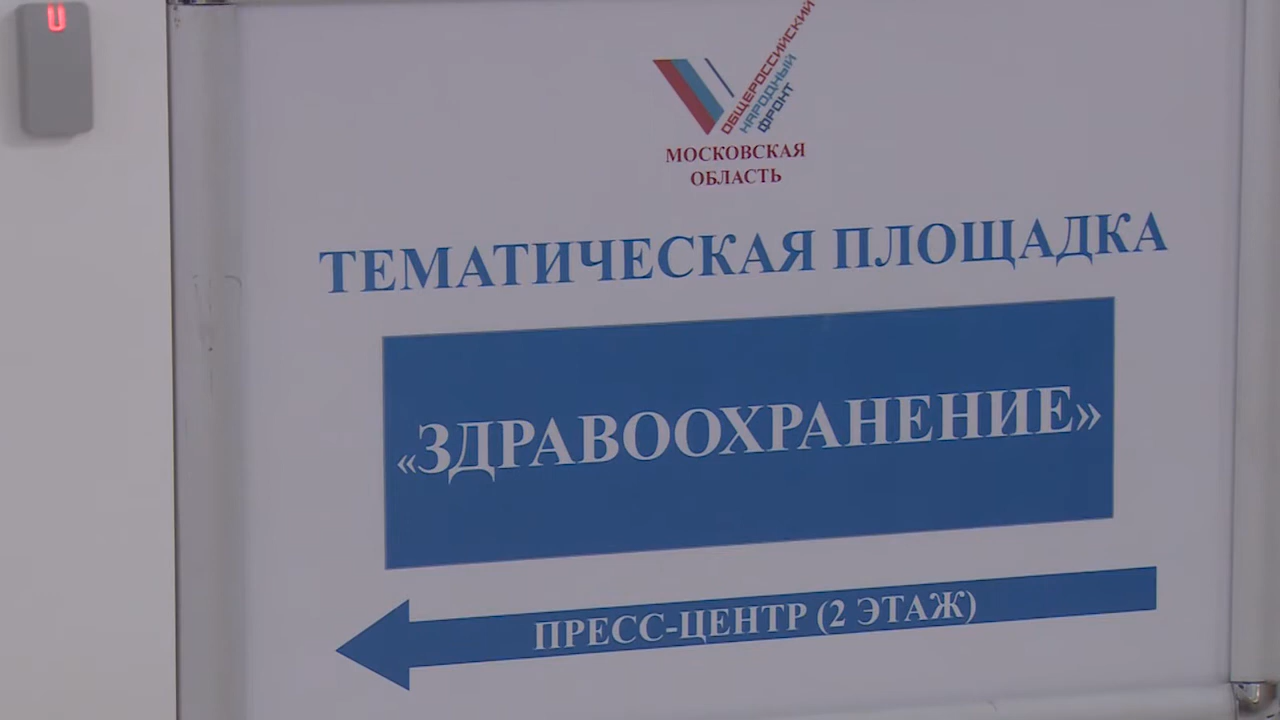 ОБЩЕРОССИЙСКИЙ
НАРОДНЫЙ
ФРОНТ
МОСКОВСКАЯ
ОБЛАСТЬ
ТЕМАТИЧЕСКАЯ ПЛОЩАДКА
«ЗДРАВООХРАНЕНИЕ»
ПРЕСС-ЦЕНТР (2 ЭТАЖ)